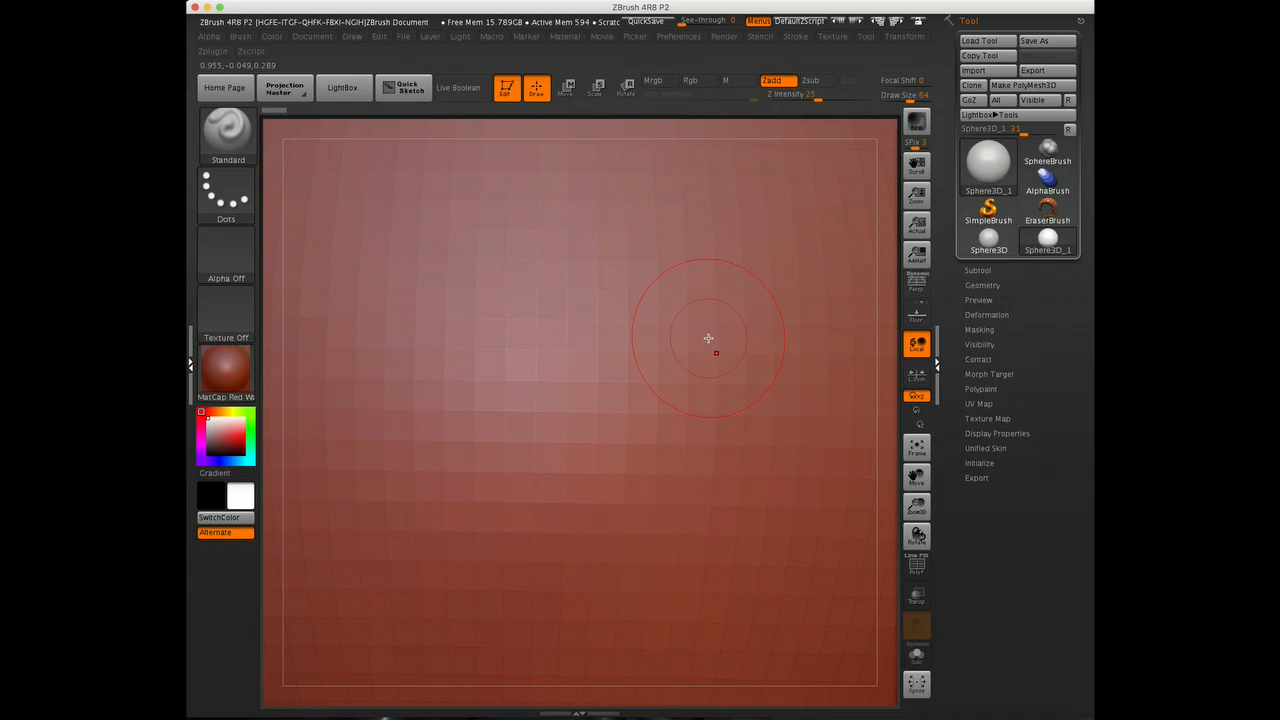 ZBrush 4R8 P2
ZBrush 4R8 P2 [HGFE-ITGF-QHFK-FBXI-NGIH]ZBrush Document • Free Mem 15.789GB • Active Mem 594 • Scratc QuickSave See-through 0 Menus DefaultZScript
Alpha Brush Color Document Draw Edit File Layer Light Macro Marker Material Movie Picker Preferences Render Stencil Stroke Texture Tool Transform
Zplugin Zscript
0.955,-0.049,0.289
Home Page Projection Master LightBox Quick Sketch Live Boolean Edit Draw Move Scale Rotate Mrgb Rgb M Zadd Zsub Focal Shift 0
Z Intensity 25 Draw Size 64
Standard
Dots
Alpha Off
Texture Off
MatCap Red Wa
Gradient
SwitchColor
Alternate
BPR
SPix 3
Scroll
Zoom
Actual
AAHalf
Dynamic
Persp
Floor
Local
L.Sym
XYZ
Frame
Move
Zoom3D
Rotate
Line Fill
PolyF
Transp
Solo
Xpose
Tool
Load Tool Save As
Copy Tool
Import Export
Clone Make PolyMesh3D
GoZ All Visible R
Lightbox▶Tools
Sphere3D_1. 31 R
Sphere3D_1 SphereBrush
AlphaBrush
SimpleBrush EraserBrush
Sphere3D Sphere3D_1
Subtool
Geometry
Preview
Deformation
Masking
Visibility
Contact
Morph Target
Polypaint
UV Map
Texture Map
Display Properties
Unified Skin
Initialize
Export